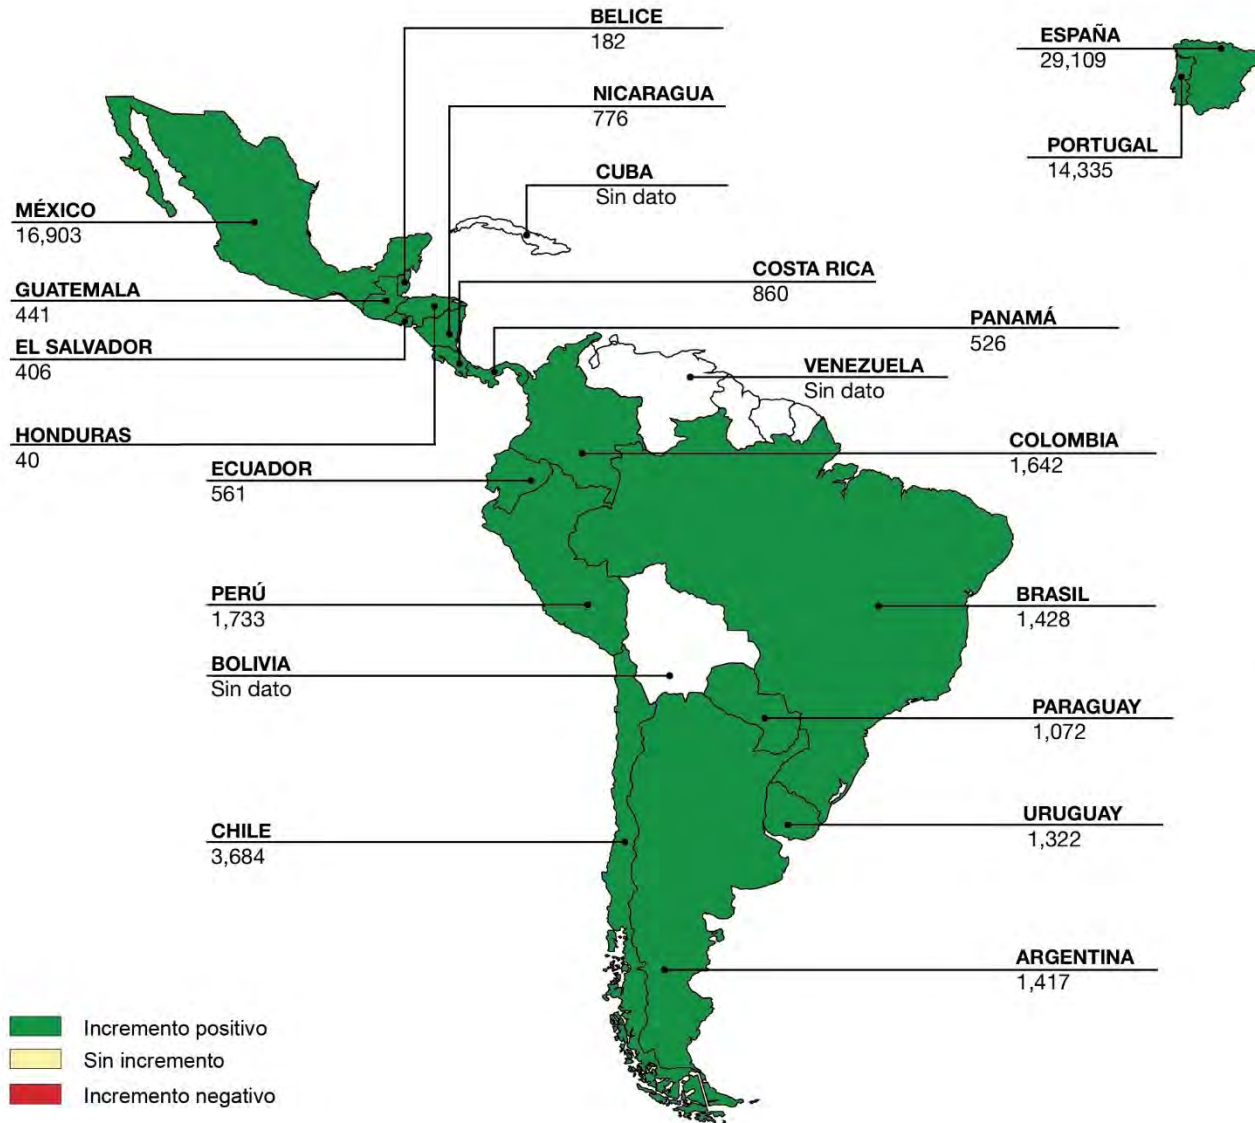 BELICE
182
ESPAÑA
29,109
NICARAGUA
776
PORTUGAL
14,335
CUBA
Sin dato
MÉXICO
16,903
COSTA RICA
860
GUATEMALA
441
PANAMÁ
526
EL SALVADOR
406
VENEZUELA
Sin dato
HONDURAS
40
COLOMBIA
1,642
ECUADOR
561
PERÚ
1,733
BRASIL
1,428
BOLIVIA
Sin dato
PARAGUAY
1,072
URUGUAY
1,322
CHILE
3,684
ARGENTINA
1,417
Incremento positivo
Sin incremento
Incremento negativo